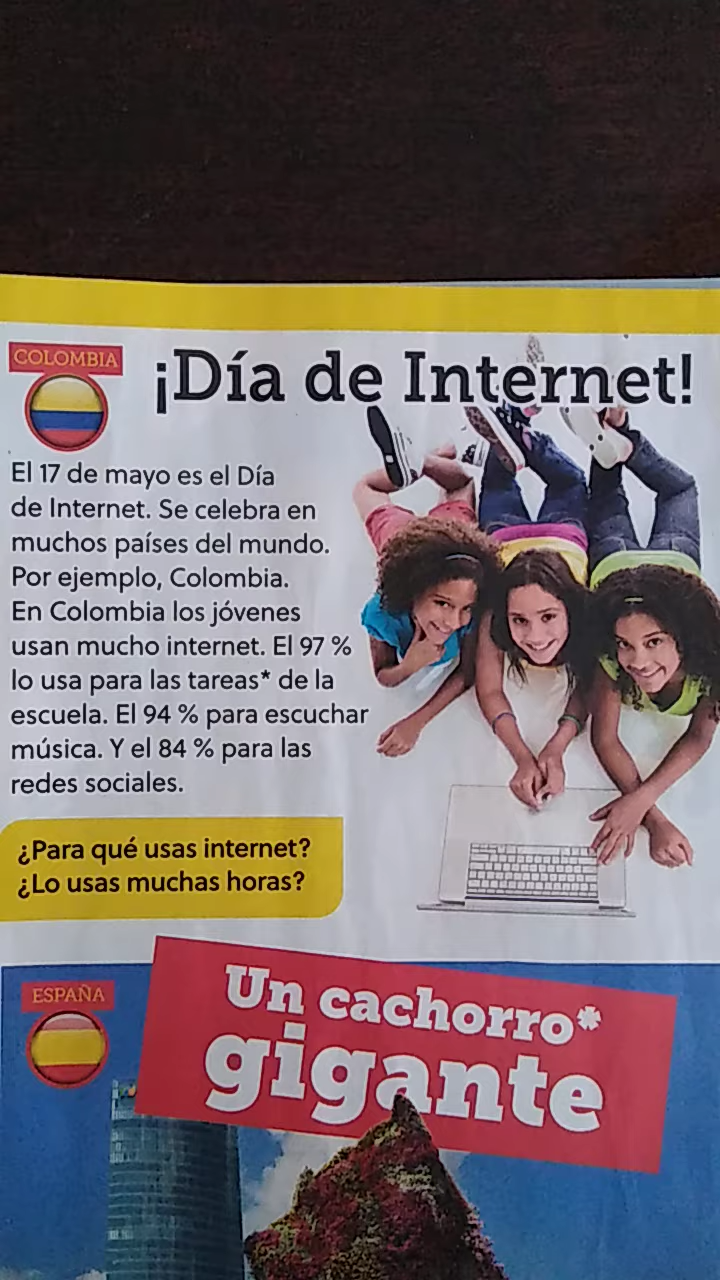 COLOMBIA
¡Día de Internet!
El 17 de mayo es el Día
de Internet. Se celebra en
muchos países del mundo.
Por ejemplo, Colombia.
En Colombia los jóvenes
usan mucho internet. El 97 %
lo usa para las tareas* de la
escuela. El 94 % para escuchar
música. Y el 84 % para las
redes sociales.
¿Para qué usas internet?
¿Lo usas muchas horas?
ESPAÑA
Un cachorro*
gigante